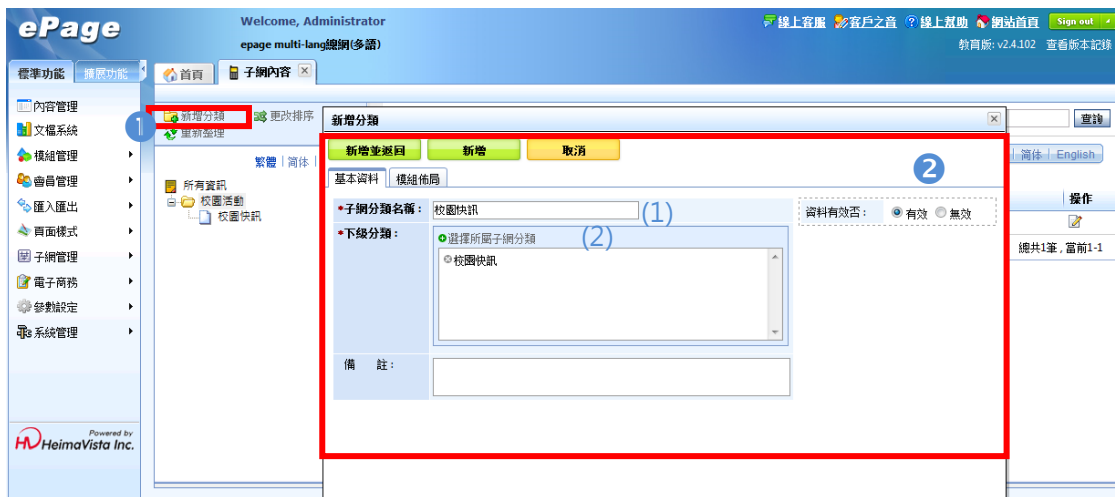 ePage
Welcome, Administrator
epage multi-lang總網(多語)
線上客服 客戶之音 線上幫助 網站首頁 Sign out
教育版: v2.4.102 查看版本記錄
標準功能 擴展功能
首頁 子網內容
內容管理
文檔系統
模組管理
會員管理
匯入匯出
頁面樣式
子網管理
電子商務
參數設定
系統管理
Powered by
HeimaVista Inc.
1
新增分類 更改排序
重新整理
繁體 | 简体 |
所有資訊
校園活動
校園快訊
新增分類
新增並返回 新增 取消
2
基本資料 模組佈局
*子網分類名稱： 校園快訊 (1)
資料有效否： 有效 無效
*下級分類： 選擇所屬子網分類 (2)
校園快訊
備 註：
查詢
简体 | English
操作
總共1筆, 當前1-1